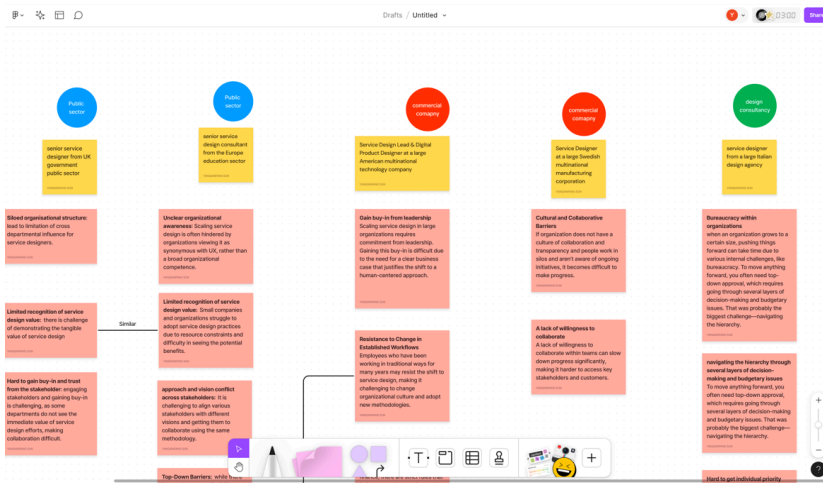 Drafts / Untitled
Y
03:00
Share
Public
sector
senior service
designer from UK
government
public sector
Siloed organisational structure:
lead to limitation of cross
departmental influence for
service designers.
Limited recognition of service
design value: there is challenge
of demonstrating the tangible
value of service design
Hard to gain buy-in and trust
from the stakeholder: engaging
stakeholders and gaining buy-in
is challenging, as some
departments do not see the
immediate value of service
design efforts, making
collaboration difficult.
Similar
Public
sector
senior service
design consultant
from the Europe
education sector
Unclear organizational
awareness: Scaling service
design is often hindered by
organizations viewing it as
synonymous with UX, rather than
a broad organizational
competence.
Limited recognition of service
design value: Small companies
and organizations struggle to
adopt service design practices
due to resource constraints and
difficulty in seeing the potential
benefits.
approach and vision conflict
across stakeholders: It is
challenging to align various
stakeholders with different
visions and getting them to
collaborate using the same
methodology.
Top-Down Barriers: while
commercial
comapny
Service Design Lead & Digital
Product Designer at a large
American multinational
technology company
Gain buy-in from leadership
Scaling service design in large
organizations requires
commitment from leadership.
Gaining this buy-in is difficult due
to the need for a clear business
case that justifies the shift to a
human-centered approach.
Resistance to Change in
Established Workflows
Employees who have been
working in traditional ways for
many years may resist the shift to
service design, making it
challenging to change
organizational culture and adopt
new methodologies.
commercial
comapny
Service Designer
at a large Swedish
multinational
manufacturing
corporation
Cultural and Collaborative
Barriers
If organization does not have a
culture of collaboration and
transparency and people work in
silos and aren't aware of ongoing
initiatives, it becomes difficult to
make progress.
A lack of willingness to
collaborate
A lack of willingness to
collaborate within teams can slow
down progress significantly,
making it harder to access key
stakeholders and customers.
design
consultancy
service designer
from a large Italian
design agency
Bureaucracy within
organizations
when an organization grows to a
certain size, pushing things
forward can take time due to
various internal challenges, like
bureaucracy. To move anything
forward, you often need top-
down approval, which requires
going through several layers of
decision-making and budgetary
issues. That was probably the
biggest challenge—navigating
the hierarchy.
navigating the hierarchy through
several layers of decision-
making and budgetary issues
To move anything forward, you
often need top-down approval,
which requires going through
several layers of decision-making
and budgetary issues. That was
probably the biggest challenge—
navigating the hierarchy.
Hard to get individual priority
T
?